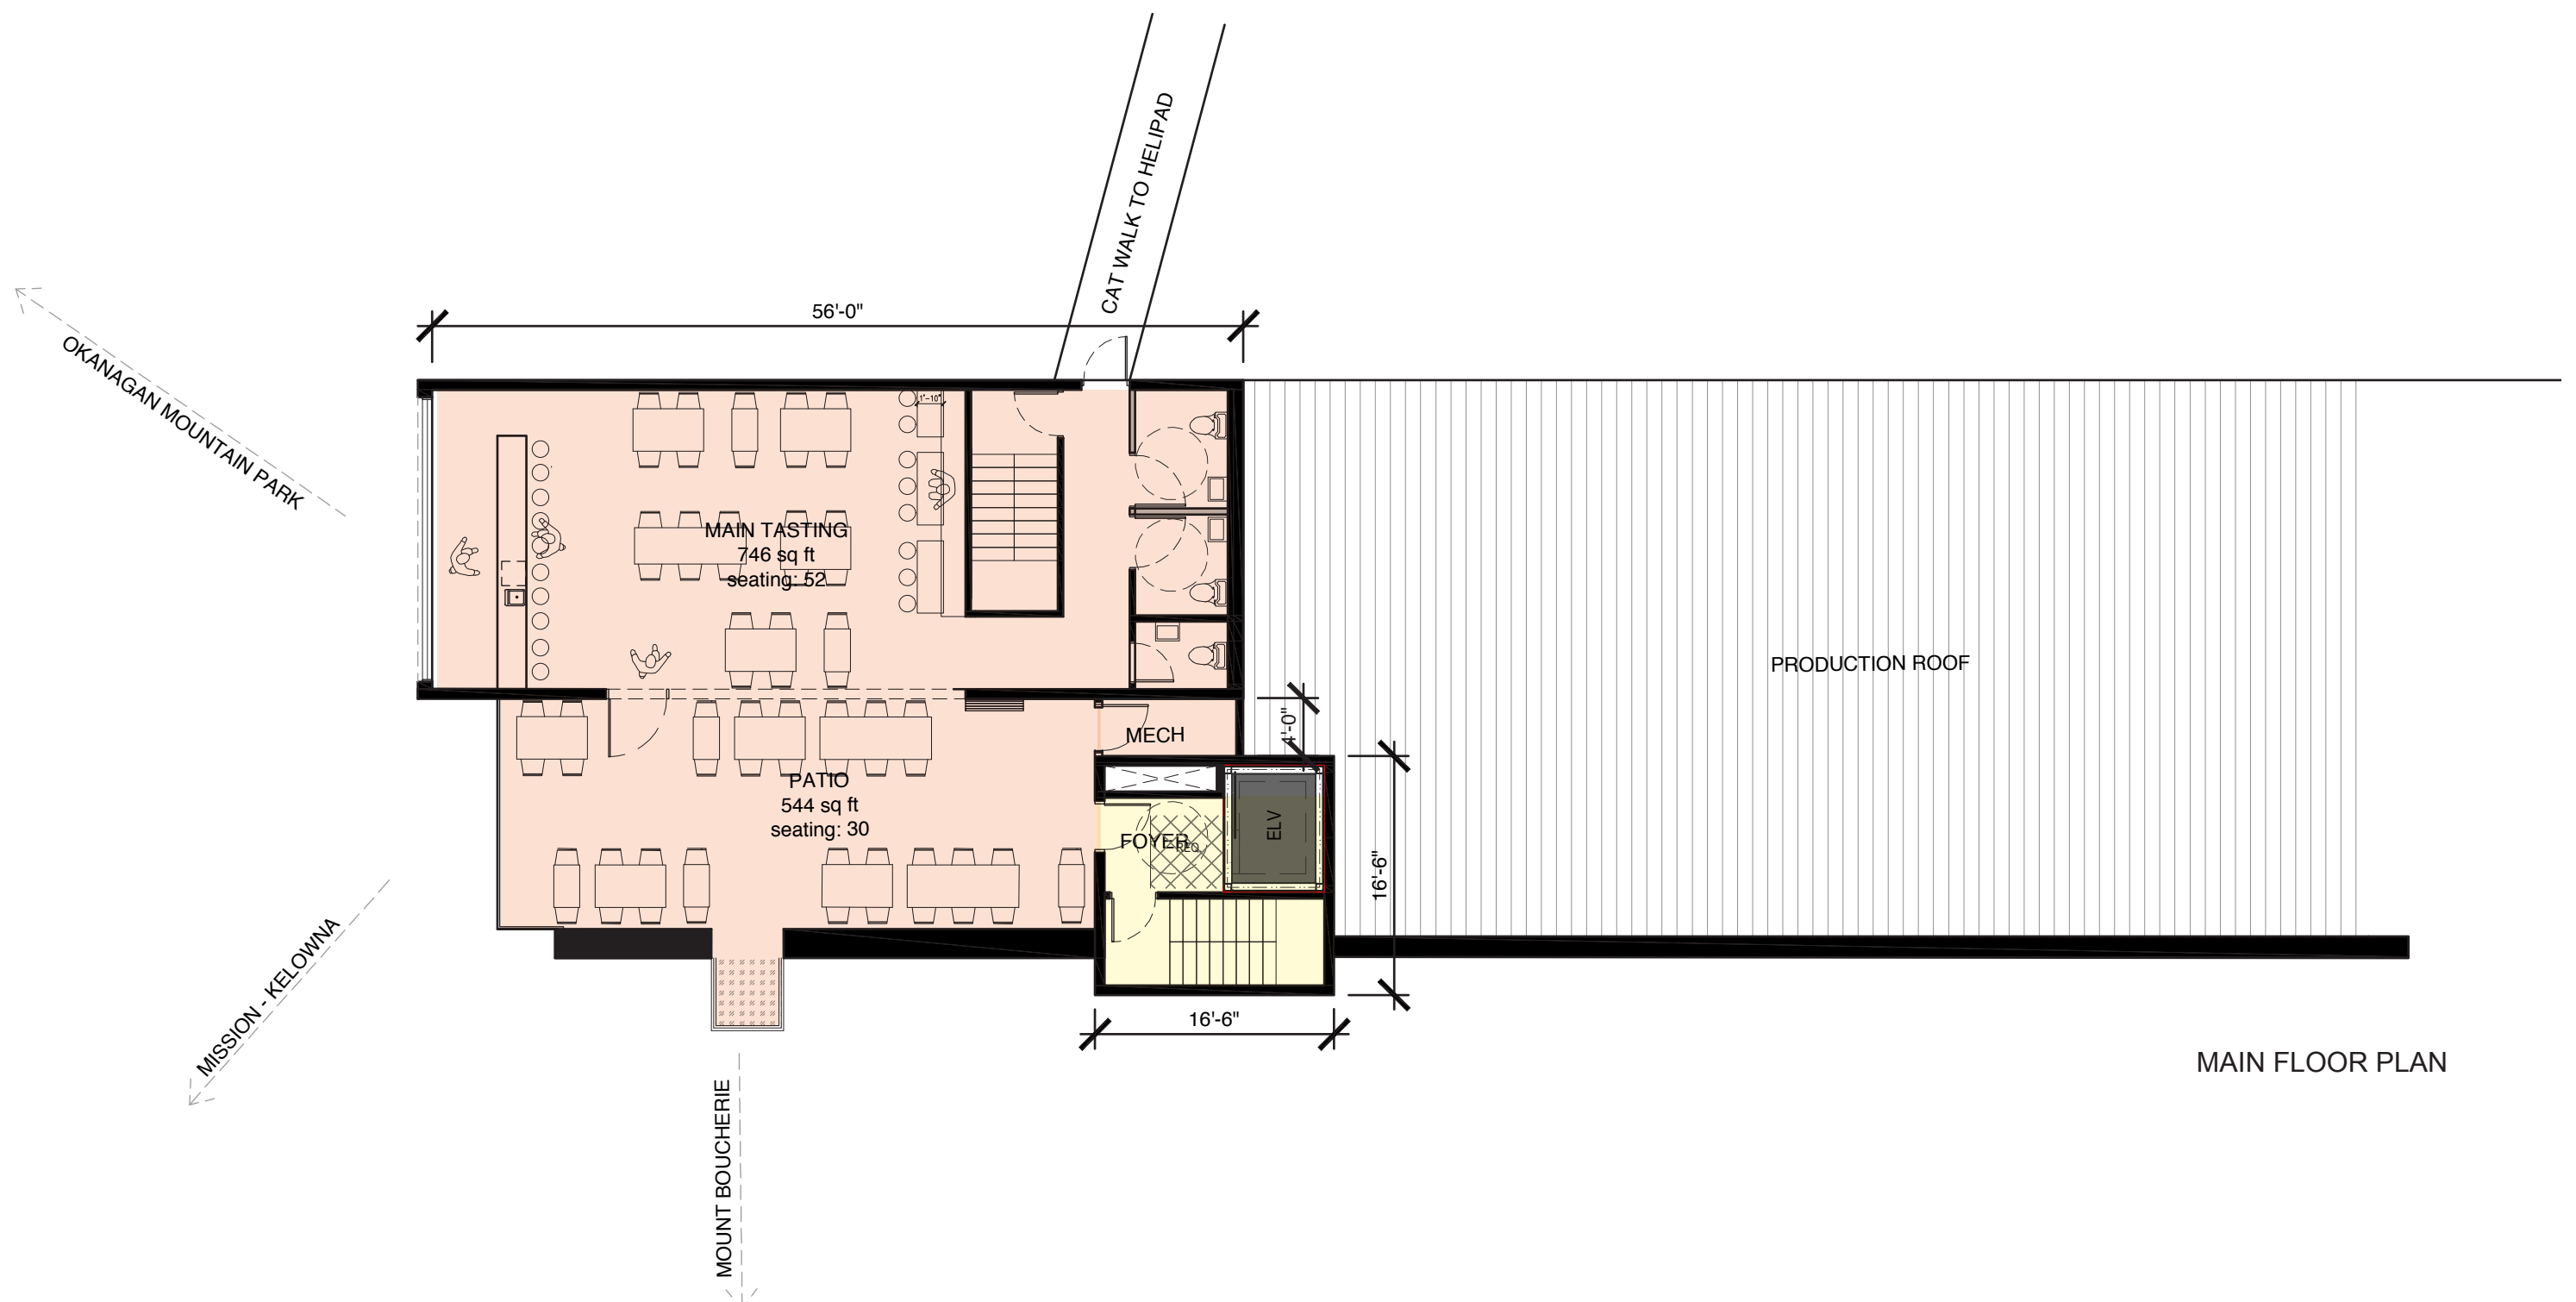 CAT WALK TO HELIPAD
56'-0"
OKANAGAN MOUNTAIN PARK
1'-10"
MAIN TASTING
746 sq ft
seating: 52
PRODUCTION ROOF
4'-0"
MECH
PATIO
544 sq ft
seating: 30
FOYER
ELV
16'-6"
MISSION - KELOWNA
16'-6"
MAIN FLOOR PLAN
MOUNT BOUCHERIE